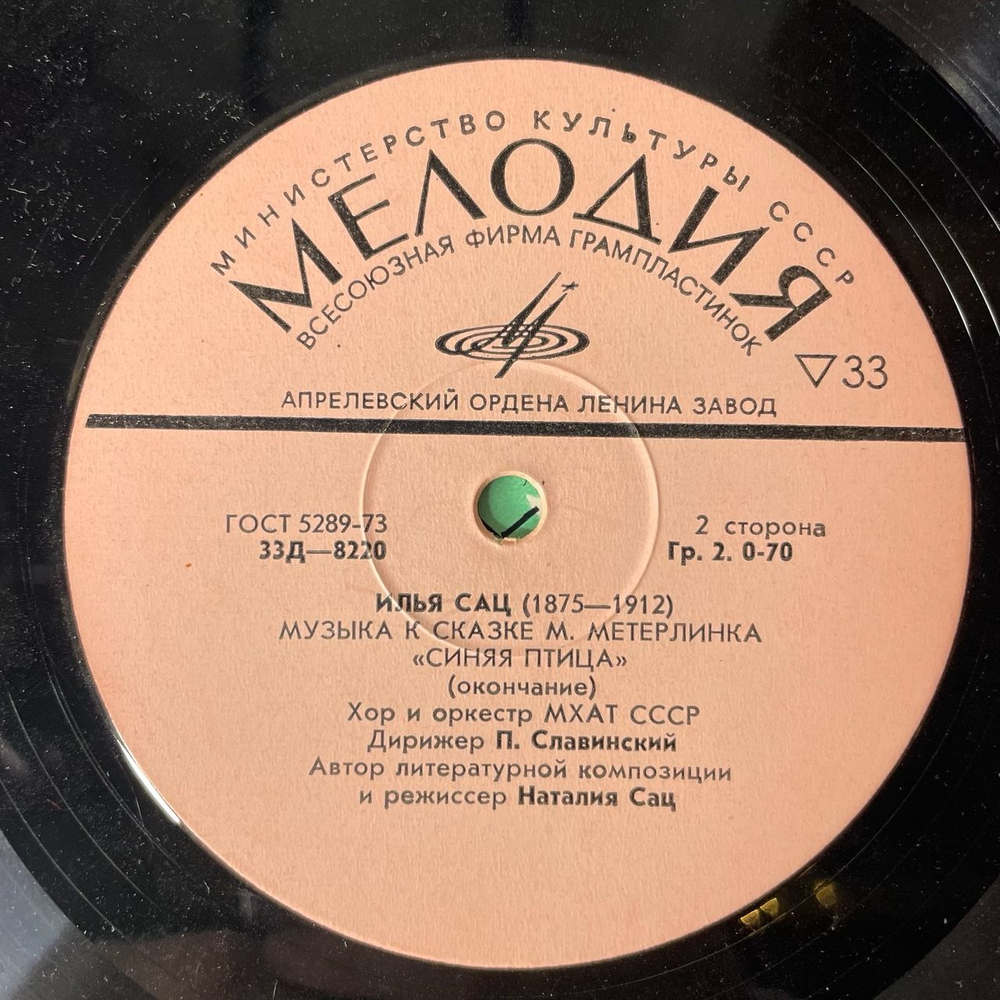 МИНИСТЕРСТВО КУЛЬТУРЫ СССР
МЕЛОДИЯ
ВСЕСОЮЗНАЯ ФИРМА ГРАМПЛАСТИНОК
▽33
АПРЕЛЕВСКИЙ ОРДЕНА ЛЕНИНА ЗАВОД
ГОСТ 5289-73
2 сторона
33Д—8220
Гр. 2. 0-70
ИЛЬЯ САЦ (1875—1912)
МУЗЫКА К СКАЗКЕ М. МЕТЕРЛИНКА
«СИНЯЯ ПТИЦА»
(окончание)
Хор и оркестр МХАТ СССР
Дирижер П. Славинский
Автор литературной композиции
и режиссер Наталия Сац